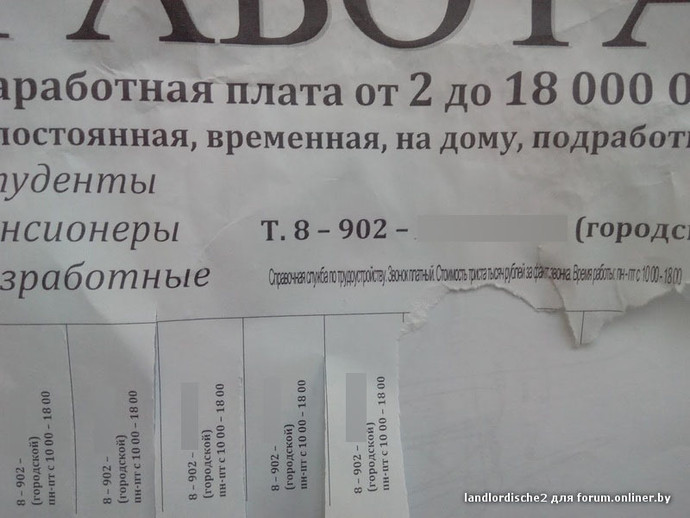 РАБОТА
аработная плата от 2 до 18 000 0
постоянная, временная, на дому, подработк
туденты
нсионеры Т. 8 – 902 – (городск
зработные Справочная служба по трудоустройству. Звонок платный. Стоимость триста тысяч рублей за факт звонка. Время работы: пн-пт с 10 00 - 18 00
8 – 902 –
(городской)
пн-пт с 10 00 – 18 00
8 – 902 –
(городской)
пн-пт с 10 00 – 18 00
8 – 902 –
(городской)
пн-пт с 10 00 – 18 00
8 – 902 –
(городской)
пн-пт с 10 00 – 18 00
8 – 902 –
(городской)
пн-пт с 10 00 – 18 00
landlordische2 для forum.onliner.by